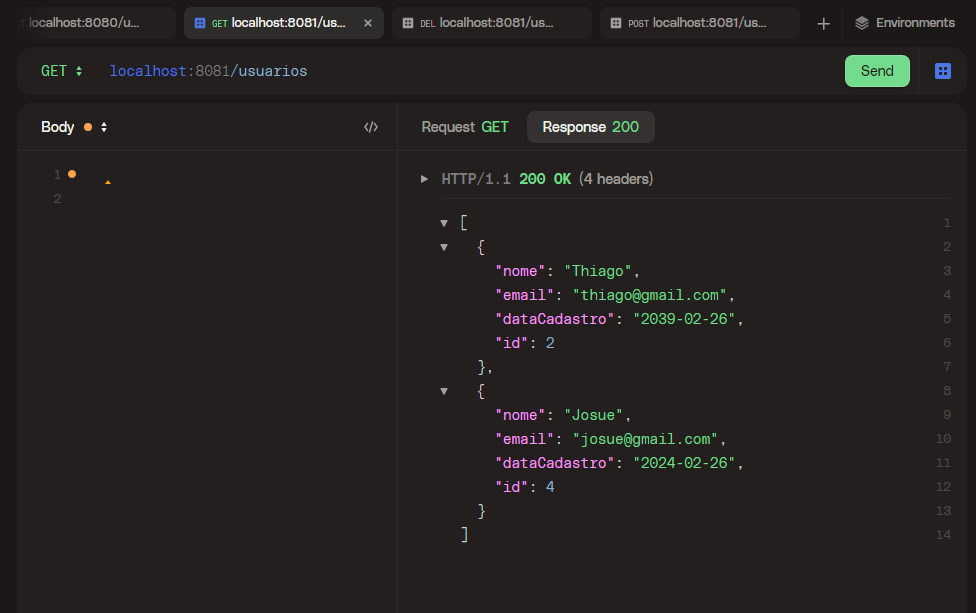 localhost:8080/u...
GET localhost:8081/us...
DEL localhost:8081/us...
POST localhost:8081/us...
Environments
GET localhost:8081/usuarios
Send
Body
Request GET
Response 200
1
2
HTTP/1.1 200 OK (4 headers)
[ 1
{ 2
"nome": "Thiago", 3
"email": "thiago@gmail.com", 4
"dataCadastro": "2039-02-26", 5
"id": 2 6
}, 7
{ 8
"nome": "Josue", 9
"email": "josue@gmail.com", 10
"dataCadastro": "2024-02-26", 11
"id": 4 12
} 13
] 14